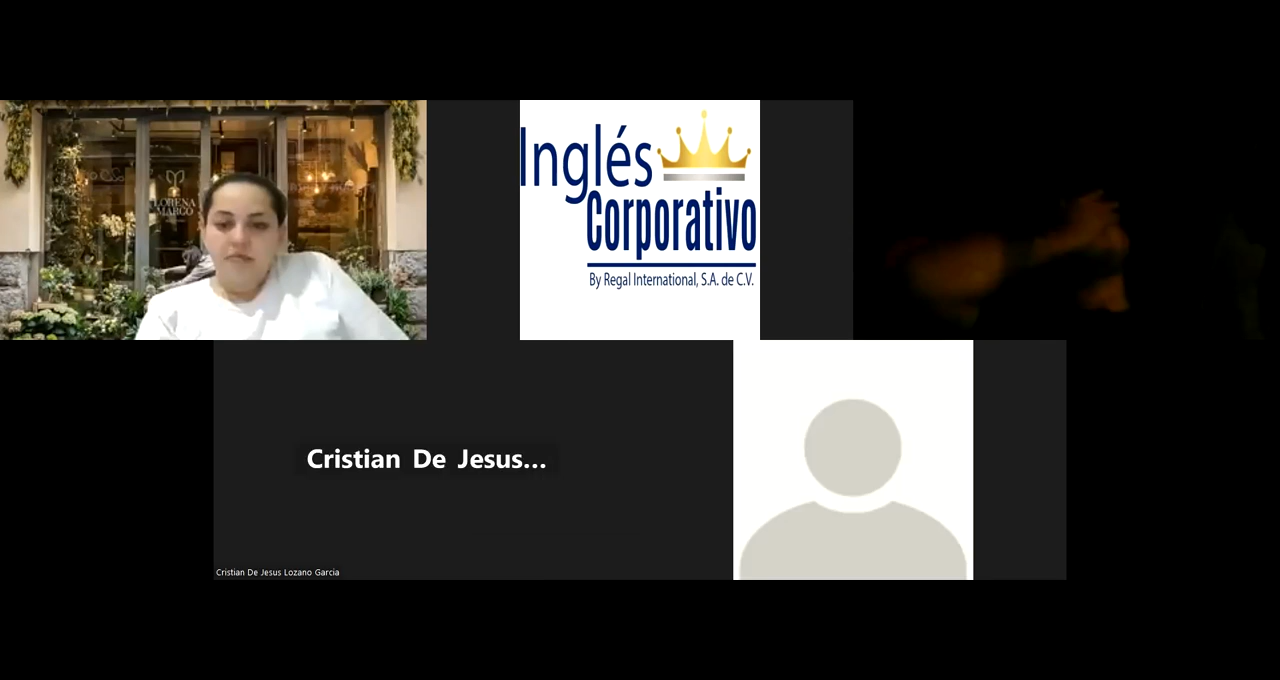 LORENA
MARGO
Inglés
Corporativo
By Regal International, S.A. de C.V.
Cristian De Jesus...
Cristian De Jesus Lozano Garcia